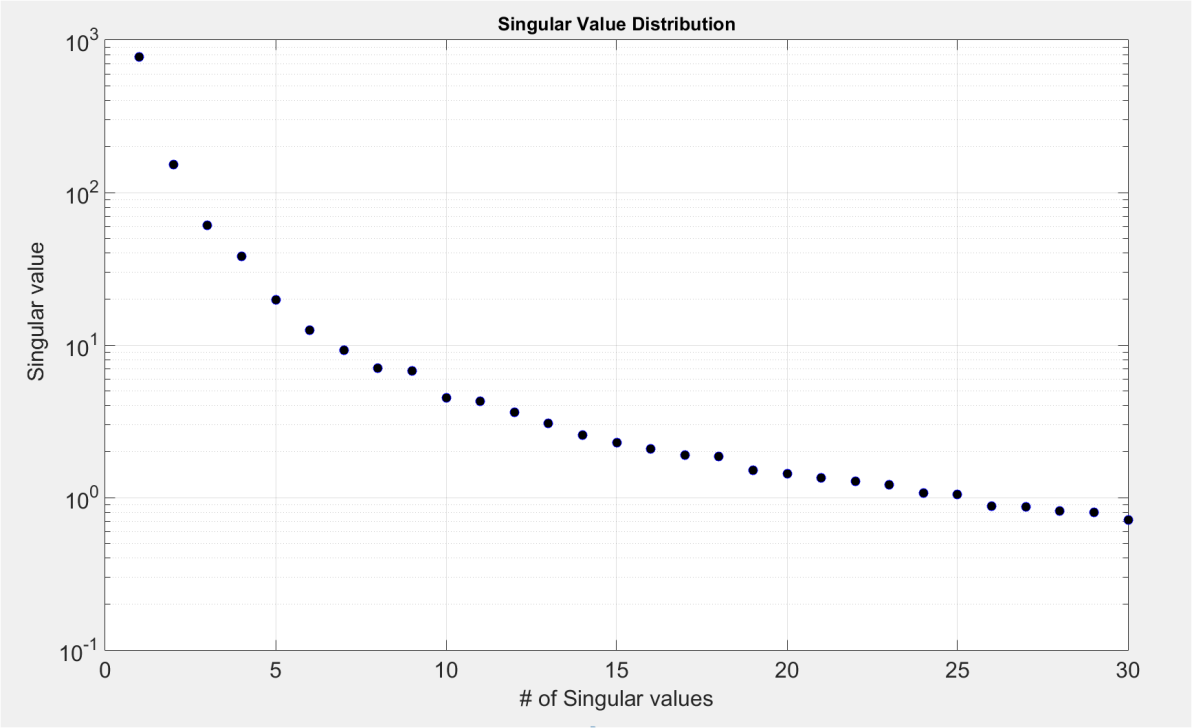 Singular Value Distribution
10^3
10^2
10^1
10^0
10^-1
Singular value
0 5 10 15 20 25 30
# of Singular values